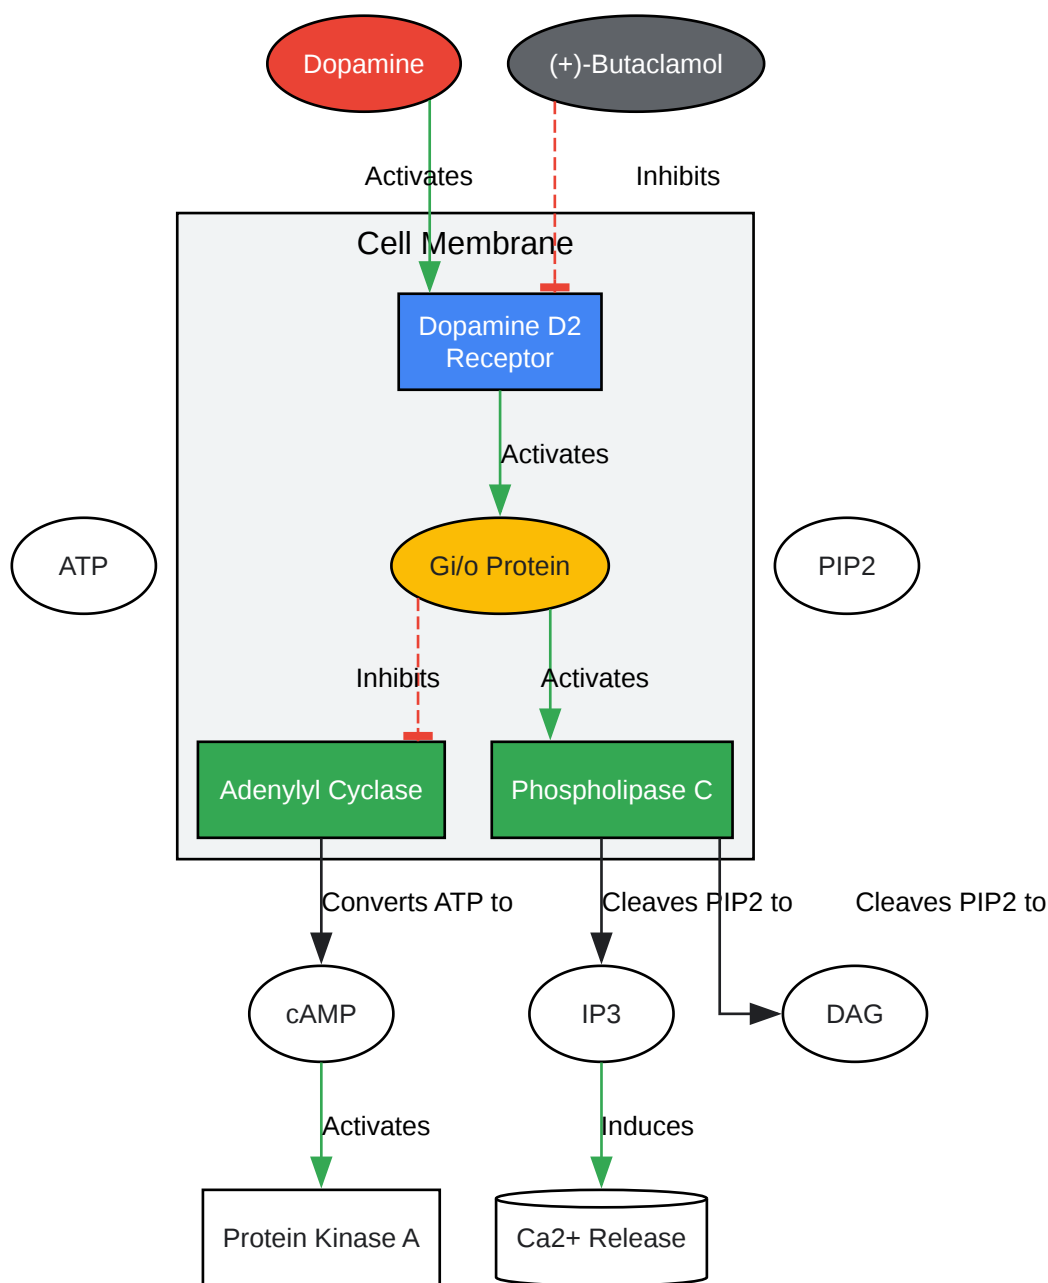 Dopamine
(+)-Butaclamol
Activates
Inhibits
Cell Membrane
Dopamine D2
Receptor
Activates
ATP
Gi/o Protein
PIP2
Inhibits
Activates
Adenylyl Cyclase
Phospholipase C
Converts ATP to
Cleaves PIP2 to
Cleaves PIP2 to
cAMP
IP3
DAG
Activates
Induces
Protein Kinase A
Ca2+ Release